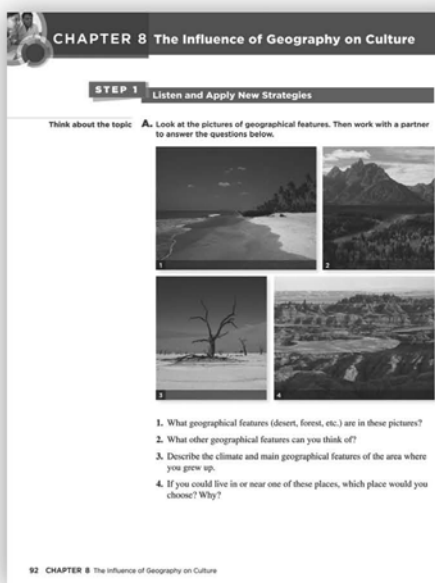 CHAPTER 8 The Influence of Geography on Culture
STEP 1
Listen and Apply New Strategies
Think about the topic
A. Look at the pictures of geographical features. Then work with a partner
to answer the questions below.
1
2
3
4
1. What geographical features (desert, forest, etc.) are in these pictures?
2. What other geographical features can you think of?
3. Describe the climate and main geographical features of the area where
you grew up.
4. If you could live in or near one of these places, which place would you
choose? Why?
92 CHAPTER 8 The Influence of Geography on Culture